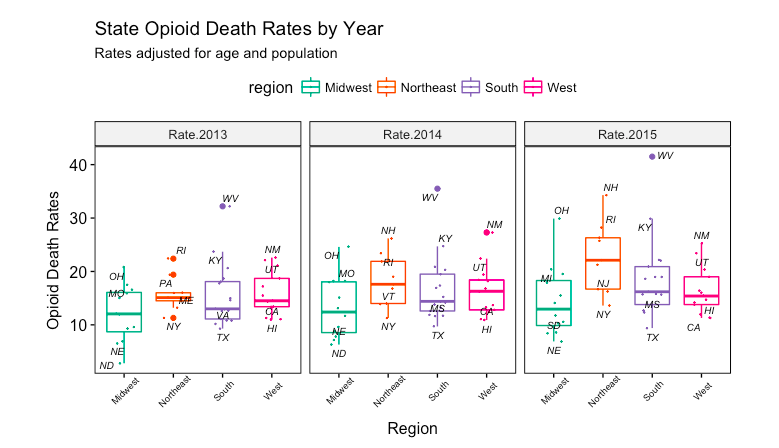 State Opioid Death Rates by Year
Rates adjusted for age and population
region Midwest Northeast South West
Rate.2013 Rate.2014 Rate.2015
Opioid Death Rates
40
30
20
10
OH
MO
NE
ND
RI
PA
ME
NY
WV
KY
VA
TX
NM
UT
CA
HI
OH
MO
NE
ND
NH
RI
VT
NY
WV
KY
MS
TX
NM
UT
CA
HI
OH
MI
SD
NE
NH
RI
NJ
NY
WV
KY
MS
TX
NM
UT
HI
CA
Midwest Northeast South West Midwest Northeast South West Midwest Northeast South West
Region